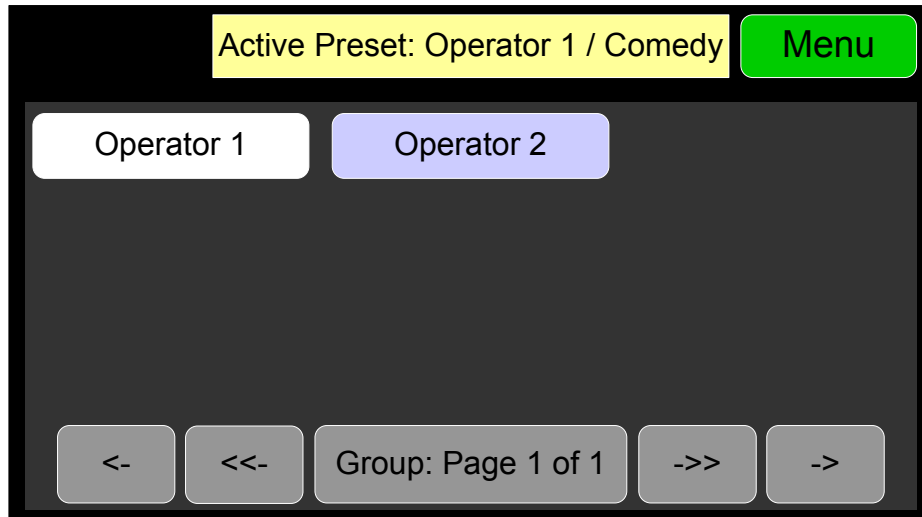 Active Preset: Operator 1 / Comedy
Menu
Operator 1
Operator 2
<-
<<-
Group: Page 1 of 1
->>
->